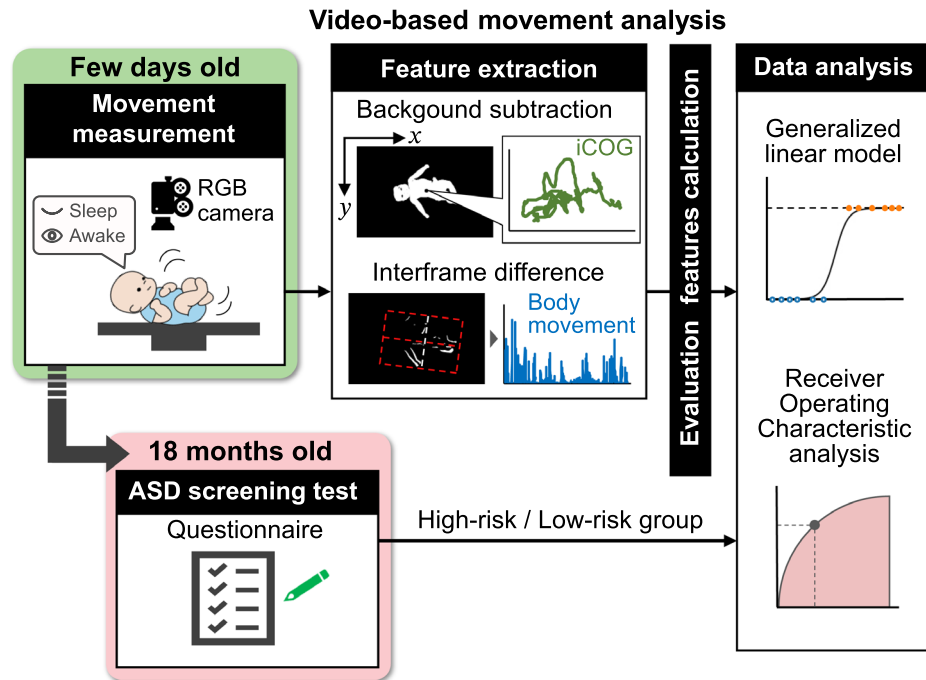 Video-based movement analysis
Few days old
Movement
measurement
RGB
camera
Sleep
Awake
Feature extraction
Backgound subtraction
x
y
iCOG
Interframe difference
Body
movement
Evaluation features calculation
Data analysis
Generalized
linear model
Receiver
Operating
Characteristic
analysis
18 months old
ASD screening test
Questionnaire
High-risk / Low-risk group